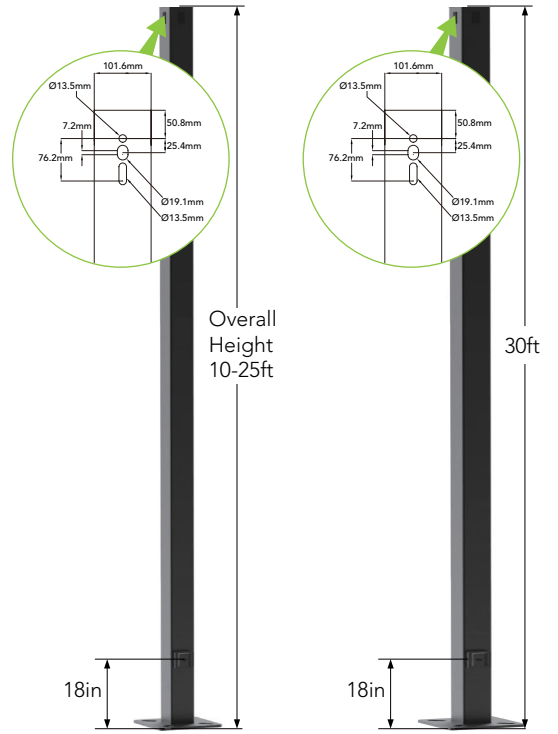 101.6mm
Ø13.5mm
50.8mm
7.2mm
25.4mm
76.2mm
Ø19.1mm
Ø13.5mm
Overall
Height
10-25ft
18in
101.6mm
Ø13.5mm
50.8mm
7.2mm
25.4mm
76.2mm
Ø19.1mm
Ø13.5mm
30ft
18in